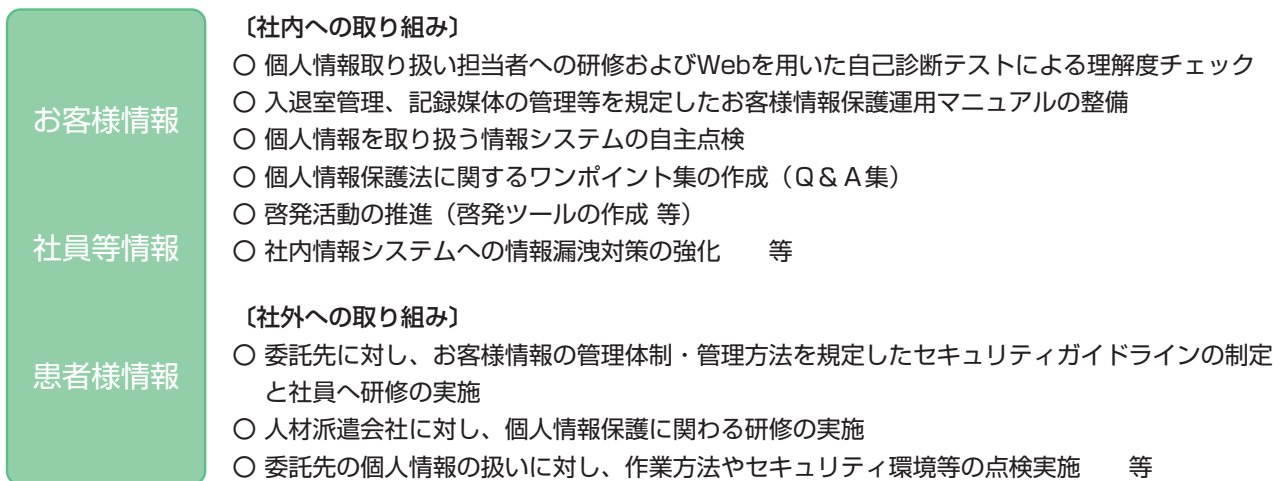 お客様情報
社員等情報
患者様情報
〔社内への取り組み〕
○ 個人情報取り扱い担当者への研修およびWebを用いた自己診断テストによる理解度チェック
○ 入退室管理、記録媒体の管理等を規定したお客様情報保護運用マニュアルの整備
○ 個人情報を取り扱う情報システムの自主点検
○ 個人情報保護法に関するワンポイント集の作成（Q＆A集）
○ 啓発活動の推進（啓発ツールの作成 等）
○ 社内情報システムへの情報漏洩対策の強化　　等
〔社外への取り組み〕
○ 委託先に対し、お客様情報の管理体制・管理方法を規定したセキュリティガイドラインの制定
と社員へ研修の実施
○ 人材派遣会社に対し、個人情報保護に関わる研修の実施
○ 委託先の個人情報の扱いに対し、作業方法やセキュリティ環境等の点検実施　　等